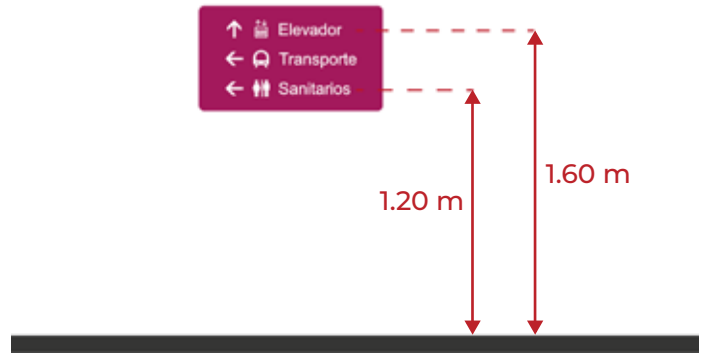 Elevador
Transporte
Sanitarios
1.60 m
1.20 m